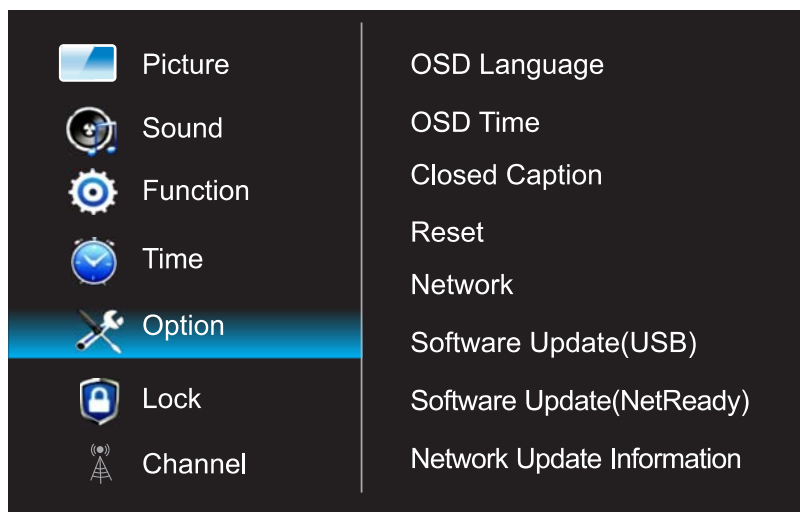 Picture
Sound
Function
Time
Option
Lock
Channel
OSD Language
OSD Time
Closed Caption
Reset
Network
Software Update(USB)
Software Update(NetReady)
Network Update Information